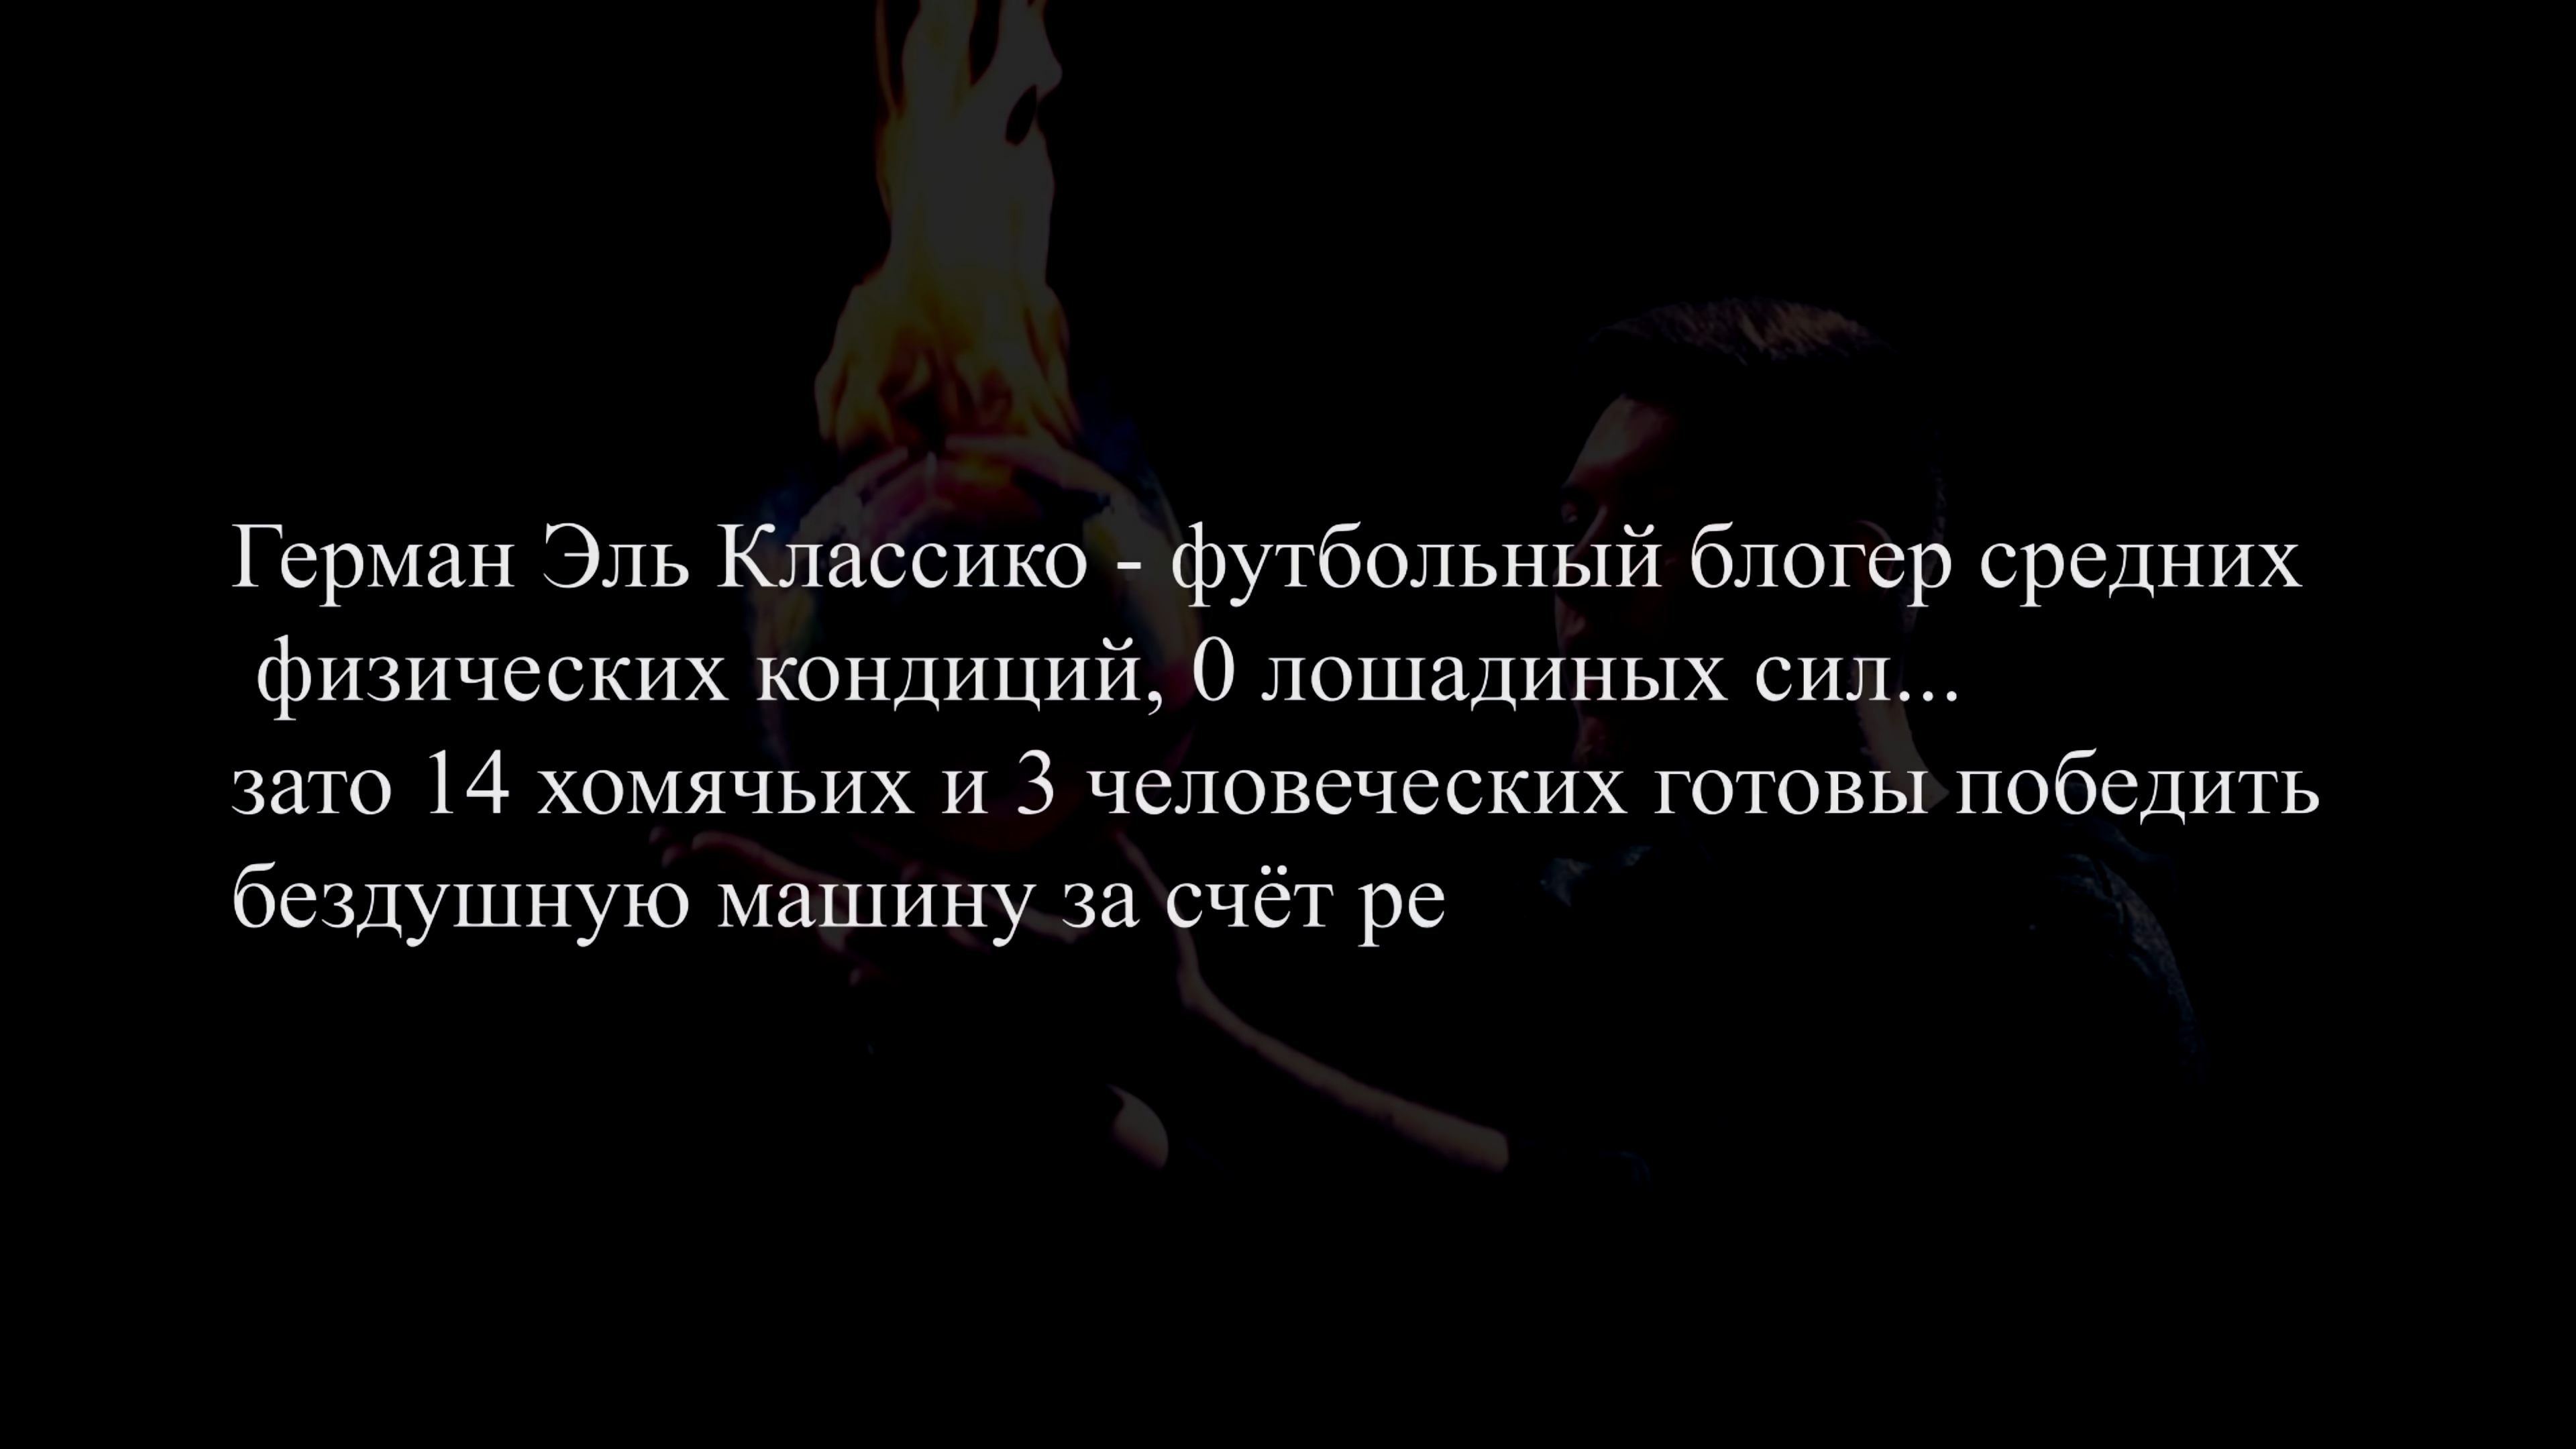 Герман Эль Классико - футбольный блогер средних
физических кондиций, 0 лошадиных сил...
зато 14 хомячьих и 3 человеческих готовы победить
бездушную машину за счёт ре